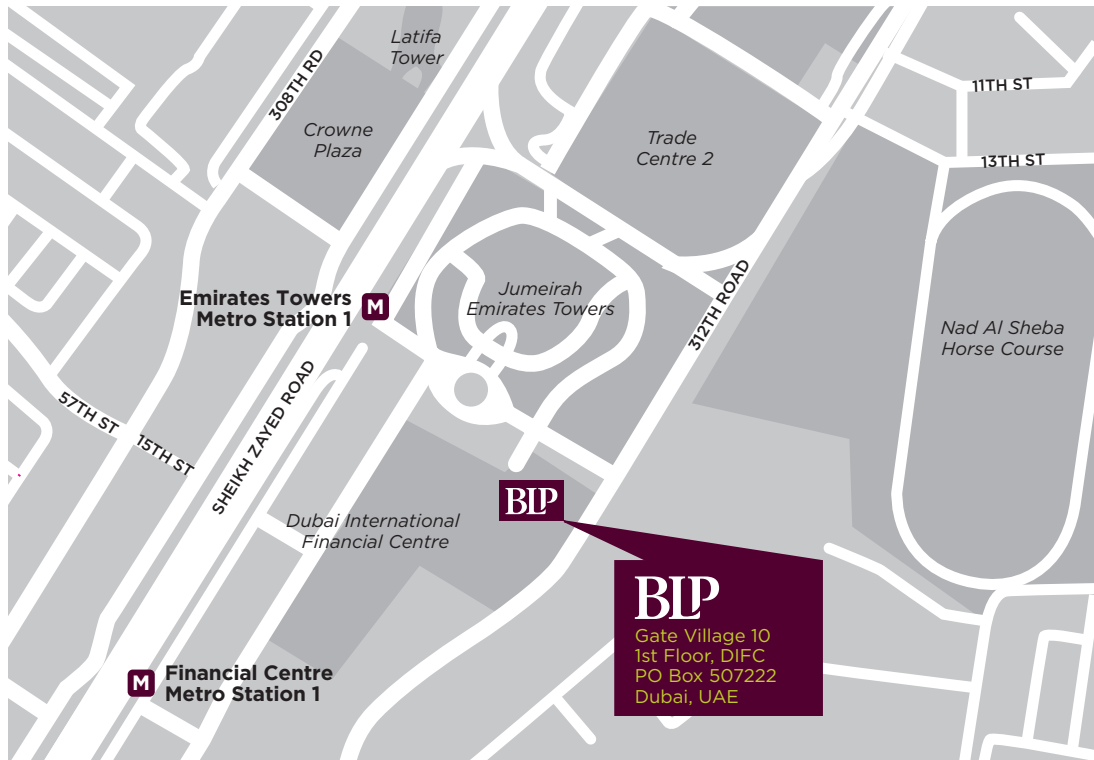 Latifa
Tower
308TH RD
11TH ST
Crowne
Plaza
Trade
Centre 2
13TH ST
Emirates Towers
Metro Station 1
M
Jumeirah
Emirates Towers
312TH ROAD
Nad Al Sheba
Horse Course
57TH ST
15TH ST
SHEIKH ZAYED ROAD
BLP
Dubai International
Financial Centre
BLP
Gate Village 10
1st Floor, DIFC
PO Box 507222
Dubai, UAE
M
Financial Centre
Metro Station 1